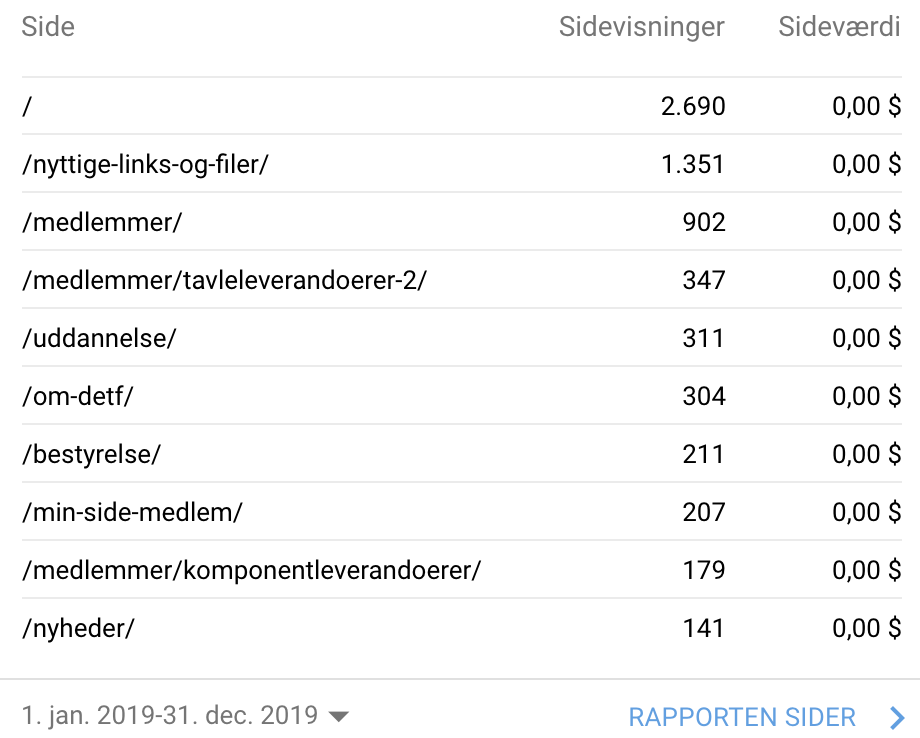 Side Sidevisninger Sideværdi
/ 2.690 0,00 $
/nyttige-links-og-filer/ 1.351 0,00 $
/medlemmer/ 902 0,00 $
/medlemmer/tavleleverandoerer-2/ 347 0,00 $
/uddannelse/ 311 0,00 $
/om-detf/ 304 0,00 $
/bestyrelse/ 211 0,00 $
/min-side-medlem/ 207 0,00 $
/medlemmer/komponentleverandoerer/ 179 0,00 $
/nyheder/ 141 0,00 $
1. jan. 2019-31. dec. 2019 RAPPORTEN SIDER